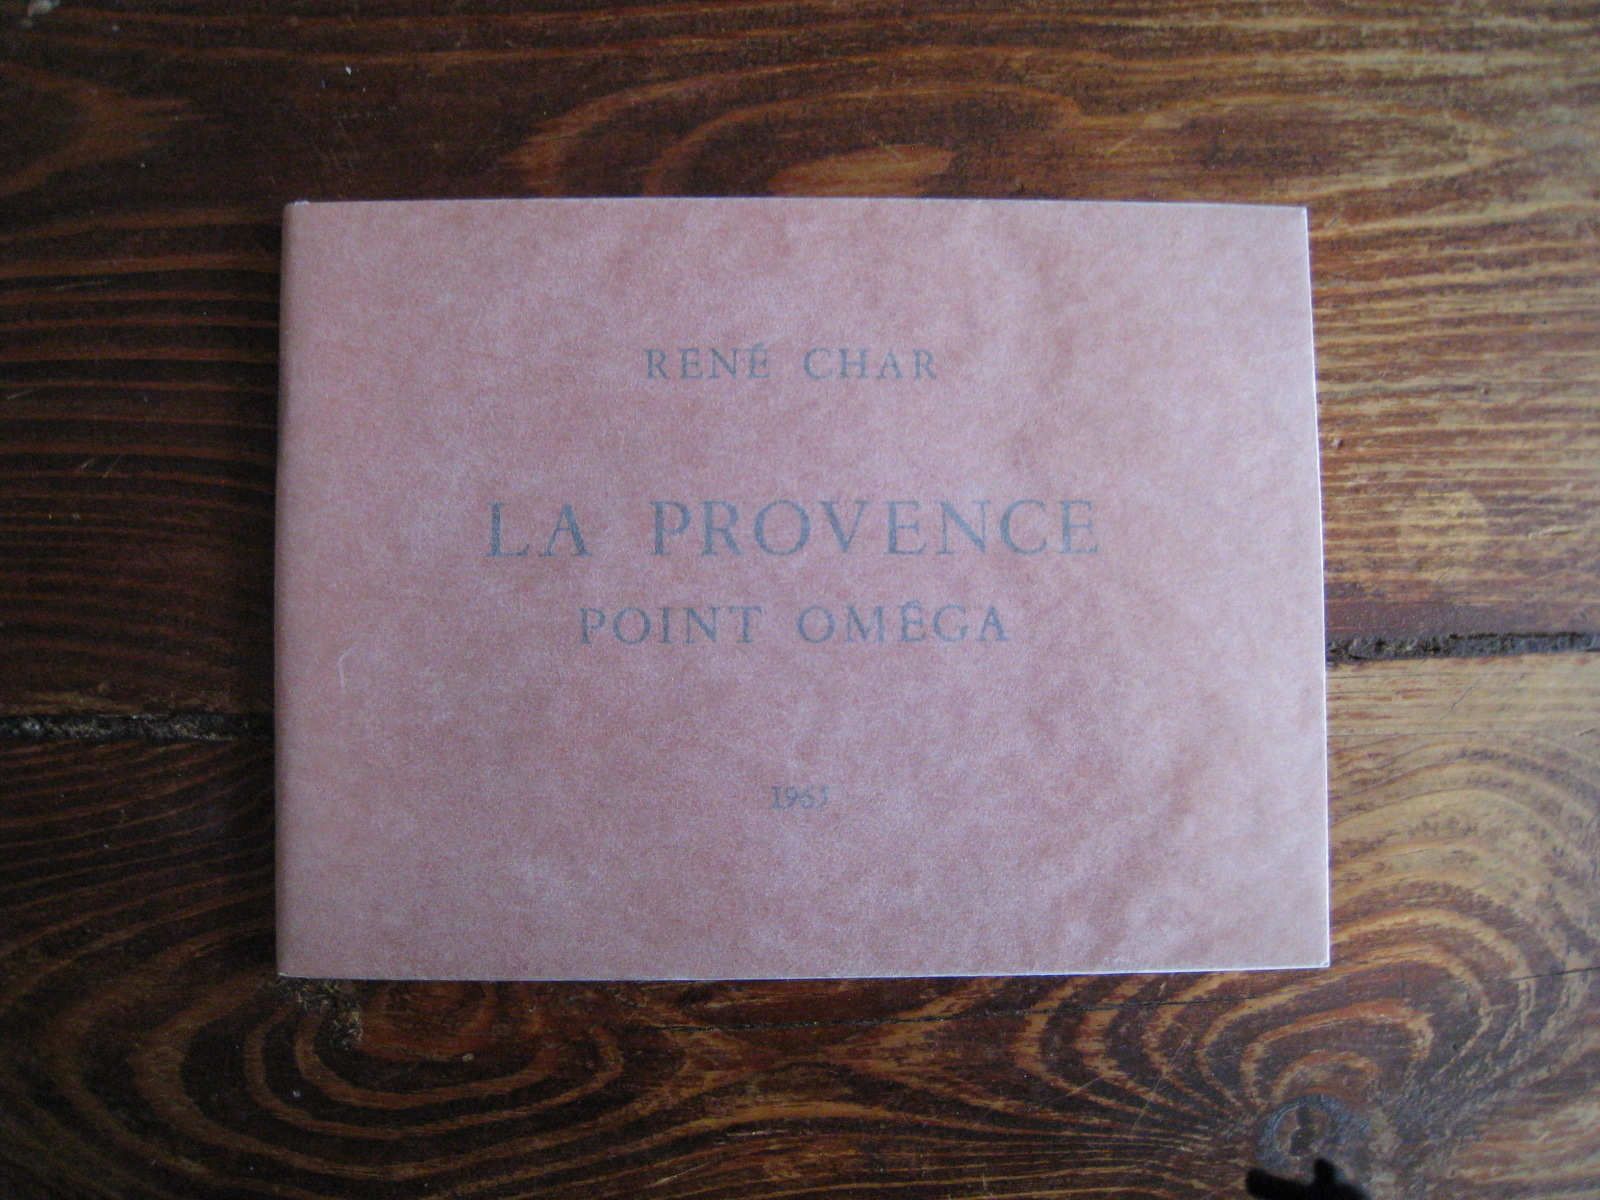 RENÉ CHAR
LA PROVENCE
POINT OMÉGA
1965